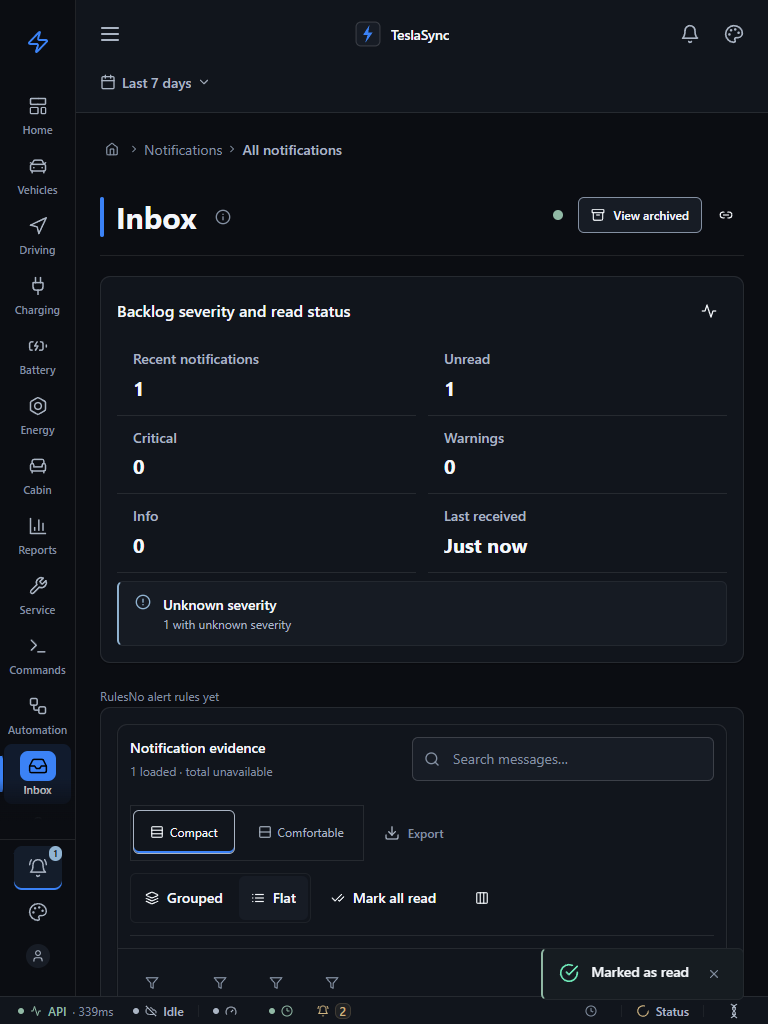 TeslaSync
Last 7 days
Home
Vehicles
Driving
Charging
Battery
Energy
Cabin
Reports
Service
Commands
Automation
Inbox
1
Notifications
All notifications
Inbox
View archived
Backlog severity and read status
Recent notifications
1
Unread
1
Critical
0
Warnings
0
Info
0
Last received
Just now
Unknown severity
1 with unknown severity
RulesNo alert rules yet
Notification evidence
1 loaded · total unavailable
Search messages...
Compact
Comfortable
Export
Grouped
Flat
Mark all read
Marked as read
API · 339ms
Idle
2
Status